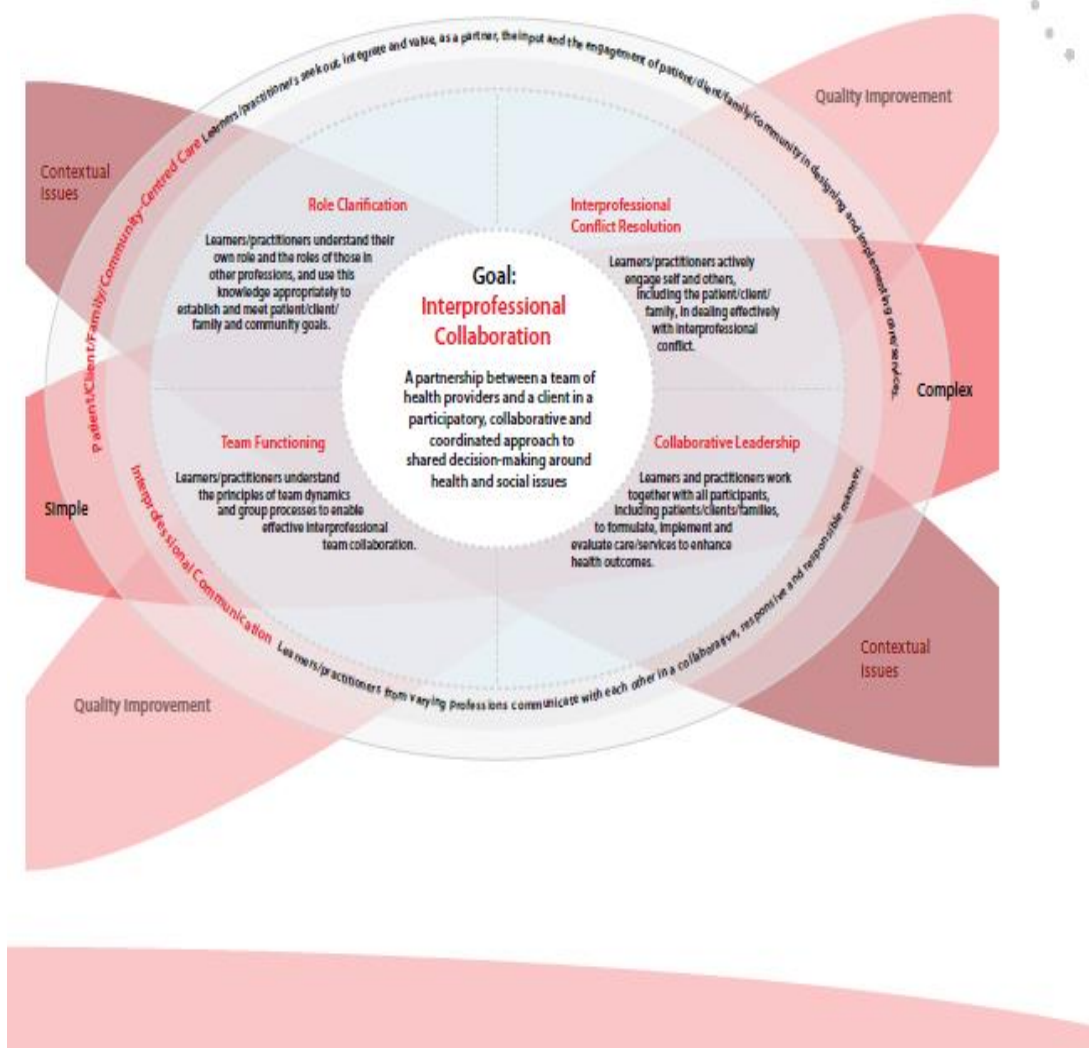 Patient/Client/Family/Community-Centred Care Learners/practitioners seek out, integrate and value, as a partner, the input and the engagement of patient/client/family/community in designing and implementing care/services.
Quality Improvement
Contextual
Issues
Role Clarification
Learners/practitioners understand their
own role and the roles of those in
other professions, and use this
knowledge appropriately to
establish and meet patient/client/
family and community goals.
Interprofessional
Conflict Resolution
Learners/practitioners actively
engage self and others,
including the patient/client/
family, in dealing effectively
with interprofessional
conflict.
Goal:
Interprofessional
Collaboration
A partnership between a team of
health providers and a client in a
participatory, collaborative and
coordinated approach to
shared decision-making around
health and social issues
Complex
Simple
Team Functioning
Learners/practitioners understand
the principles of team dynamics
and group processes to enable
effective interprofessional
team collaboration.
Collaborative Leadership
Learners and practitioners work
together with all participants,
including patients/clients/families,
to formulate, implement and
evaluate care/services to enhance
health outcomes.
Interprofessional Communication Learners/practitioners from varying professions communicate with each other in a collaborative, responsive and responsible manner.
Contextual
Issues
Quality Improvement